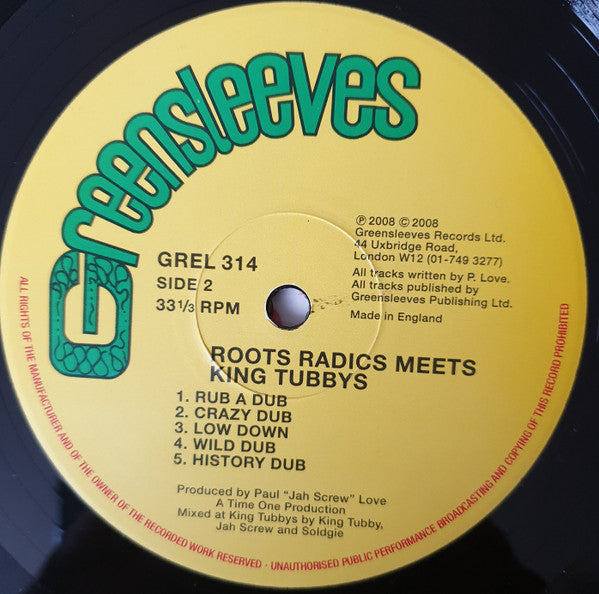 Greensleeves
GREL 314
SIDE 2
33 1/3 RPM
℗ 2008 © 2008
Greensleeves Records Ltd.
44 Uxbridge Road,
London W12 (01-749 3277)
All tracks written by P. Love.
All tracks published by
Greensleeves Publishing Ltd.
Made in England
ROOTS RADICS MEETS
KING TUBBYS
1. RUB A DUB
2. CRAZY DUB
3. LOW DOWN
4. WILD DUB
5. HISTORY DUB
Produced by Paul "Jah Screw" Love
A Time One Production
Mixed at King Tubbys by King Tubby,
Jah Screw and Soldgie
ALL RIGHTS OF THE MANUFACTURER AND OF THE OWNER OF THE RECORDED WORK RESERVED · UNAUTHORISED PUBLIC PERFORMANCE BROADCASTING AND COPYING OF THIS RECORD PROHIBITED